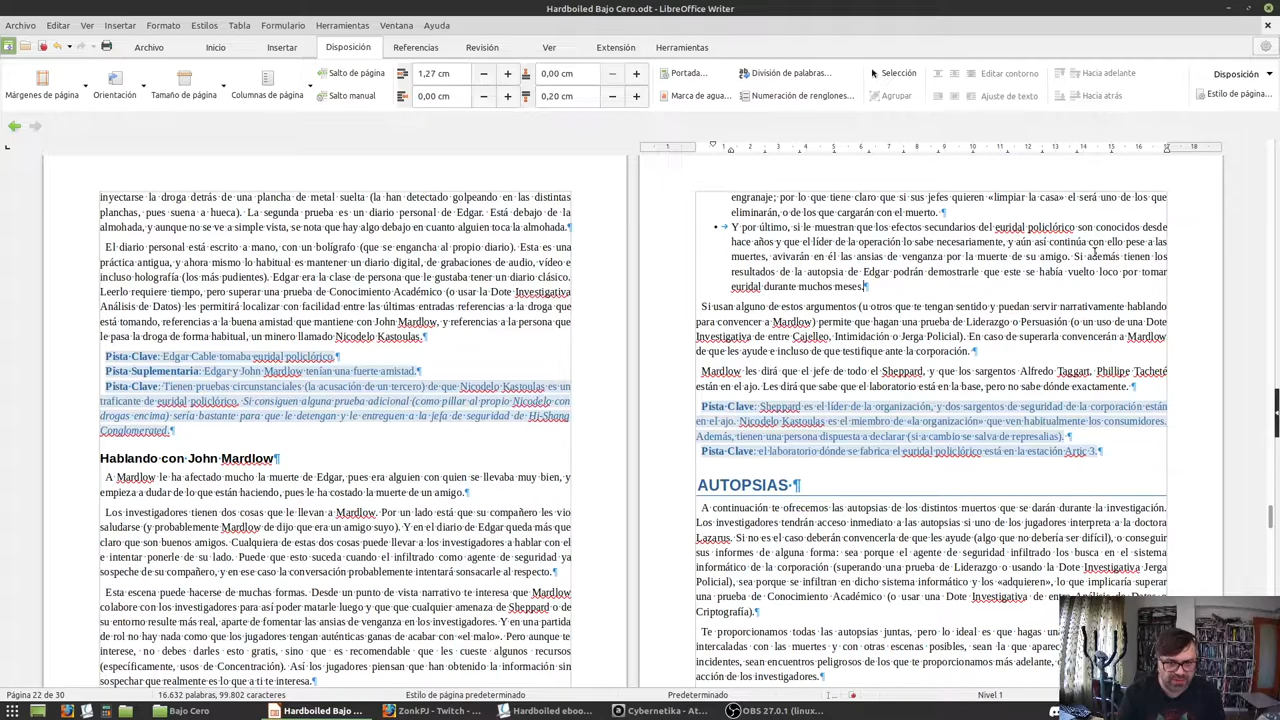 Hardboiled Bajo Cero.odt - LibreOffice Writer
Archivo Editar Ver Insertar Formato Estilos Tabla Formulario Herramientas Ventana Ayuda
Archivo Inicio Insertar Disposición Referencias Revisión Ver Extensión Herramientas
Márgenes de página Orientación Tamaño de página Columnas de página
Salto de página
Salto manual
1,27 cm 0,00 cm
0,00 cm 0,20 cm
Portada... División de palabras...
Marca de agua... Numeración de renglones...
Selección Editar contorno Hacia adelante
Agrupar Ajuste de texto Hacia atrás
Disposición
Estilo de página...
1 1 2 3 4 5 6 7 8 9 10 11 12 13 14 15 16 17 18
inyectarse la droga detrás de una plancha de metal suelta (la han detectado golpeando en las distintas
planchas, pues suena a hueca). La segunda prueba es un diario personal de Edgar. Está debajo de la
almohada, y aunque no se ve a simple vista, se nota que hay algo debajo en cuanto alguien toca la almohada.¶
El diario personal está escrito a mano, con un bolígrafo (que se engancha al propio diario). Esta es una
práctica antigua, y ahora mismo lo habitual es mantener un diario digital, de grabaciones de audio, vídeo e
incluso holografía (los más pudientes). Edgar era la clase de persona que le gustaba tener un diario clásico.
Leerlo requiere tiempo, pero superar una prueba de Conocimiento Académico (o usar la Dote Investigativa
Análisis de Datos) les permitirá localizar con facilidad entre las últimas entradas referencias a la droga que
está tomando, referencias a la buena amistad que mantiene con John Mardlow, y referencias a la persona que
le pasa la droga de forma habitual, un minero llamado Nicodelo Kastoulas.¶
Pista Clave: Edgar Cable tomaba euridal policlórico.¶
Pista Suplementaria: Edgar y John Mardlow tenían una fuerte amistad.¶
Pista Clave: Tienen pruebas circunstanciales (la acusación de un tercero) de que Nicodelo Kastoulas es un
traficante de euridal policlórico. Si consiguen alguna prueba adicional (como pillar al propio Nicodelo con
drogas encima) sería bastante para que le detengan y le entreguen a la jefa de seguridad de Hi-Shang
Conglomerated.¶
Hablando con John Mardlow¶
A Mardlow le ha afectado mucho la muerte de Edgar, pues era alguien con quien se llevaba muy bien, y
empieza a dudar de lo que están haciendo, pues le ha costado la muerte de un amigo.¶
Los investigadores tienen dos cosas que le llevan a Mardlow. Por un lado está que su compañero les vio
saludarse (y probablemente Mardlow de dijo que era un amigo suyo). Y en el diario de Edgar queda más que
claro que son buenos amigos. Cualquiera de estas dos cosas puede llevar a los investigadores a hablar con el
e intentar ponerle de su lado. Puede que esto suceda cuando el infiltrado como agente de seguridad ya
sospeche de su compañero, y en ese caso la conversación probablemente intentará sonsacarle al respecto.¶
Esta escena puede hacerse de muchas formas. Desde un punto de vista narrativo te interesa que Mardlow
colabore con los investigadores para así poder matarle luego y que que cualquier amenaza de Sheppard o de
su entorno resulte más real, aparte de fomentar las ansias de venganza en los investigadores. Y en una partida
de rol no hay nada como que los jugadores tengan auténticas ganas de acabar con «el malo». Pero aunque te
interese, no debes darles esto gratis, sino que es recomendable que les cueste algunos recursos
(específicamente, usos de Concentración). Así los jugadores piensan que han obtenido la información sin
sospechar que realmente es lo que a ti te interesa.¶
engranaje; por lo que tiene claro que si sus jefes quieren «limpiar la casa» el será uno de los que
eliminarán, o de los que cargarán con el muerto.¶
• Y por último, si le muestran que los efectos secundarios del euridal policlórico son conocidos desde
hace años y que el líder de la operación lo sabe necesariamente, y aún así continúa con ello pese a las
muertes, avivarán en él las ansias de venganza por la muerte de su amigo. Si además tienen los
resultados de la autopsia de Edgar podrán demostrarle que este se había vuelto loco por tomar
euridal durante muchos meses.¶
Si usan alguno de estos argumentos (u otros que te tengan sentido y puedan servir narrativamente hablando
para convencer a Mardlow) permite que hagan una prueba de Liderazgo o Persuasión (o un uso de una Dote
Investigativa de entre Cajelleo, Intimidación o Jerga Policial). En caso de superarla convencerán a Mardlow
de que les ayude e incluso de que testifique ante la corporación.¶
Mardlow les dirá que el jefe de todo el Sheppard, y que los sargentos Alfredo Taggart, Phillipe Tacheté
están en el ajo. Les dirá que sabe que el laboratorio está en la base, pero no sabe dónde exactamente.¶
Pista Clave: Sheppard es el líder de la organización, y dos sargentos de seguridad de la corporación están
en el ajo. Nicodelo Kastoulas es el miembro de «la organización» que ven habitualmente los consumidores.
Además, tienen una persona dispuesta a declarar (si a cambio se salva de represalias).¶
Pista Clave: el laboratorio dónde se fabrica el euridal policlórico está en la estación Artic 3.¶
AUTOPSIAS ¶
A continuación te ofrecemos las autopsias de los distintos muertos que se darán durante la investigación.
Los investigadores tendrán acceso inmediato a las autopsias si uno de los jugadores interpreta a la doctora
Lazarus. Si no es el caso deberán convencerla de que les ayude (algo que no debería ser difícil), o conseguir
sus informes de alguna forma: sea porque el agente de seguridad infiltrado los busca en el sistema
informático de la corporación (superando una prueba de Liderazgo o usando la Dote Investigativa Jerga
Policial), sea porque se infiltran en dicho sistema informático y los «adquieren», lo que implicaría superar
una prueba de Conocimiento Académico (o usar una Dote Investigativa de entre Análisis de
Criptografía).¶
Te proporcionamos todas las autopsias juntas, pero lo ideal es que hagas una
intercaladas con las muertes y con otras escenas posibles, sean la que
incidentes, sean encuentros peligrosos de los que te proporcionamos más adelante,
acción de los investigadores.¶
Página 22 de 30 16.632 palabras, 99.802 caracteres Estilo de página predeterminado Predeterminado Nivel 1
Bajo Cero Hardboiled Bajo ... ZonkPJ - Twitch - ... Hardboiled eboo... Cybernetika - At... OBS 27.0.1 (linux...